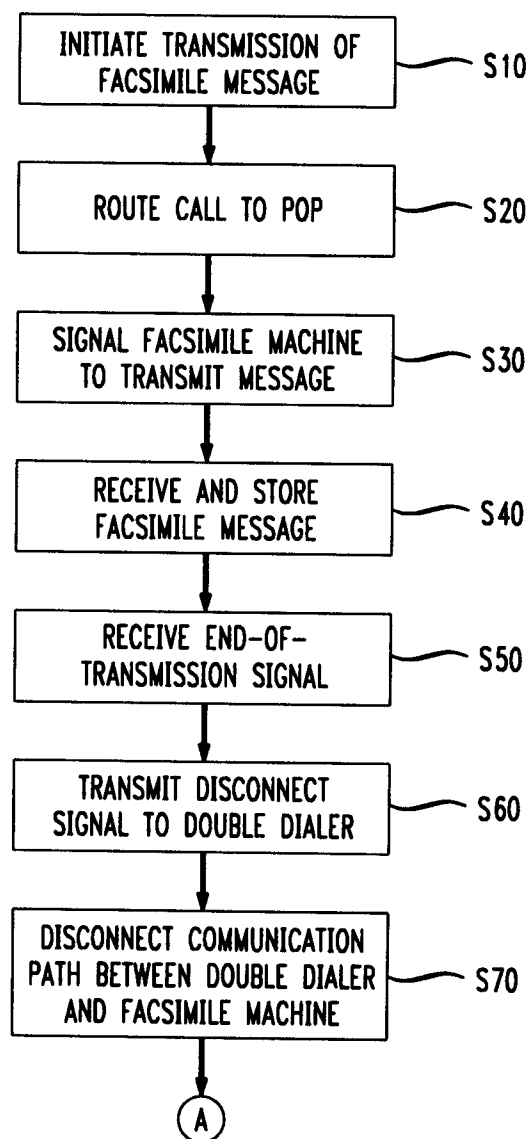 INITIATE TRANSMISSION OF
FACSIMILE MESSAGE
S10
ROUTE CALL TO POP
S20
SIGNAL FACSIMILE MACHINE
TO TRANSMIT MESSAGE
S30
RECEIVE AND STORE
FACSIMILE MESSAGE
S40
RECEIVE END-OF-
TRANSMISSION SIGNAL
S50
TRANSMIT DISCONNECT
SIGNAL TO DOUBLE DIALER
S60
DISCONNECT COMMUNICATION
PATH BETWEEN DOUBLE DIALER
AND FACSIMILE MACHINE
S70
A